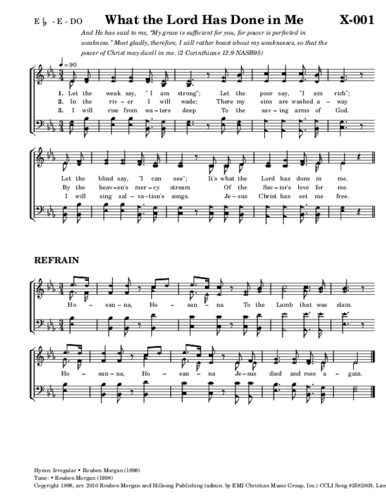 E♭ - E - DO What the Lord Has Done in Me X-001
And He has said to me, "My grace is sufficient for you, for power is perfected in
weakness." Most gladly, therefore, I will rather boast about my weaknesses, so that the
power of Christ may dwell in me. (2 Corinthians 12:9 NASB95)
♩ = 90
1. Let the weak say, "I am strong"; Let the poor say, "I am rich";
2. In the riv - er I will wade; There my sins are washed a - way
3. I will rise from wa - ters deep To the sav - ing arms of God.
Let the blind say, "I can see"; It's what the Lord has done in me.
By the heav - en's mer - cy stream Of the Sav - ior's love for me.
I will sing sal - va - tion's songs. Je - sus Christ has set me free.
REFRAIN
Ho - san - na, Ho - san - na To the Lamb that was slain.
Ho - san - na, Ho - san - na Jesus died and rose a - gain.
Hymn: Irregular • Reuben Morgan (1998)
Tune: • Reuben Morgan (1998)
Copyright 1998, arr. 2010 Reuben Morgan and Hillsong Publishing (admin. by EMI Christian Music Group, Inc.) CCLI Song #2582803, Lic